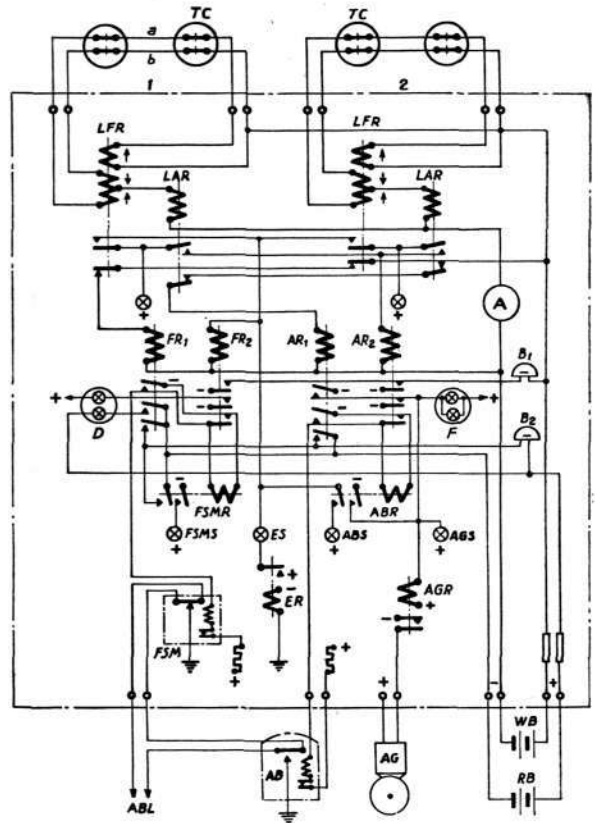 TC TC
a
b
1 2
LFR LFR
LAR LAR
+ + A
FR1 FR2 AR1 AR2 B1
+ - - - - +
D - - - - F B2
- -
FSMR ABR
FSMS ES ABS AGS
+ + +
+
- AGR
ER +
-
FSM
+ +
+ - +
WB
AG
AB RB
ABL